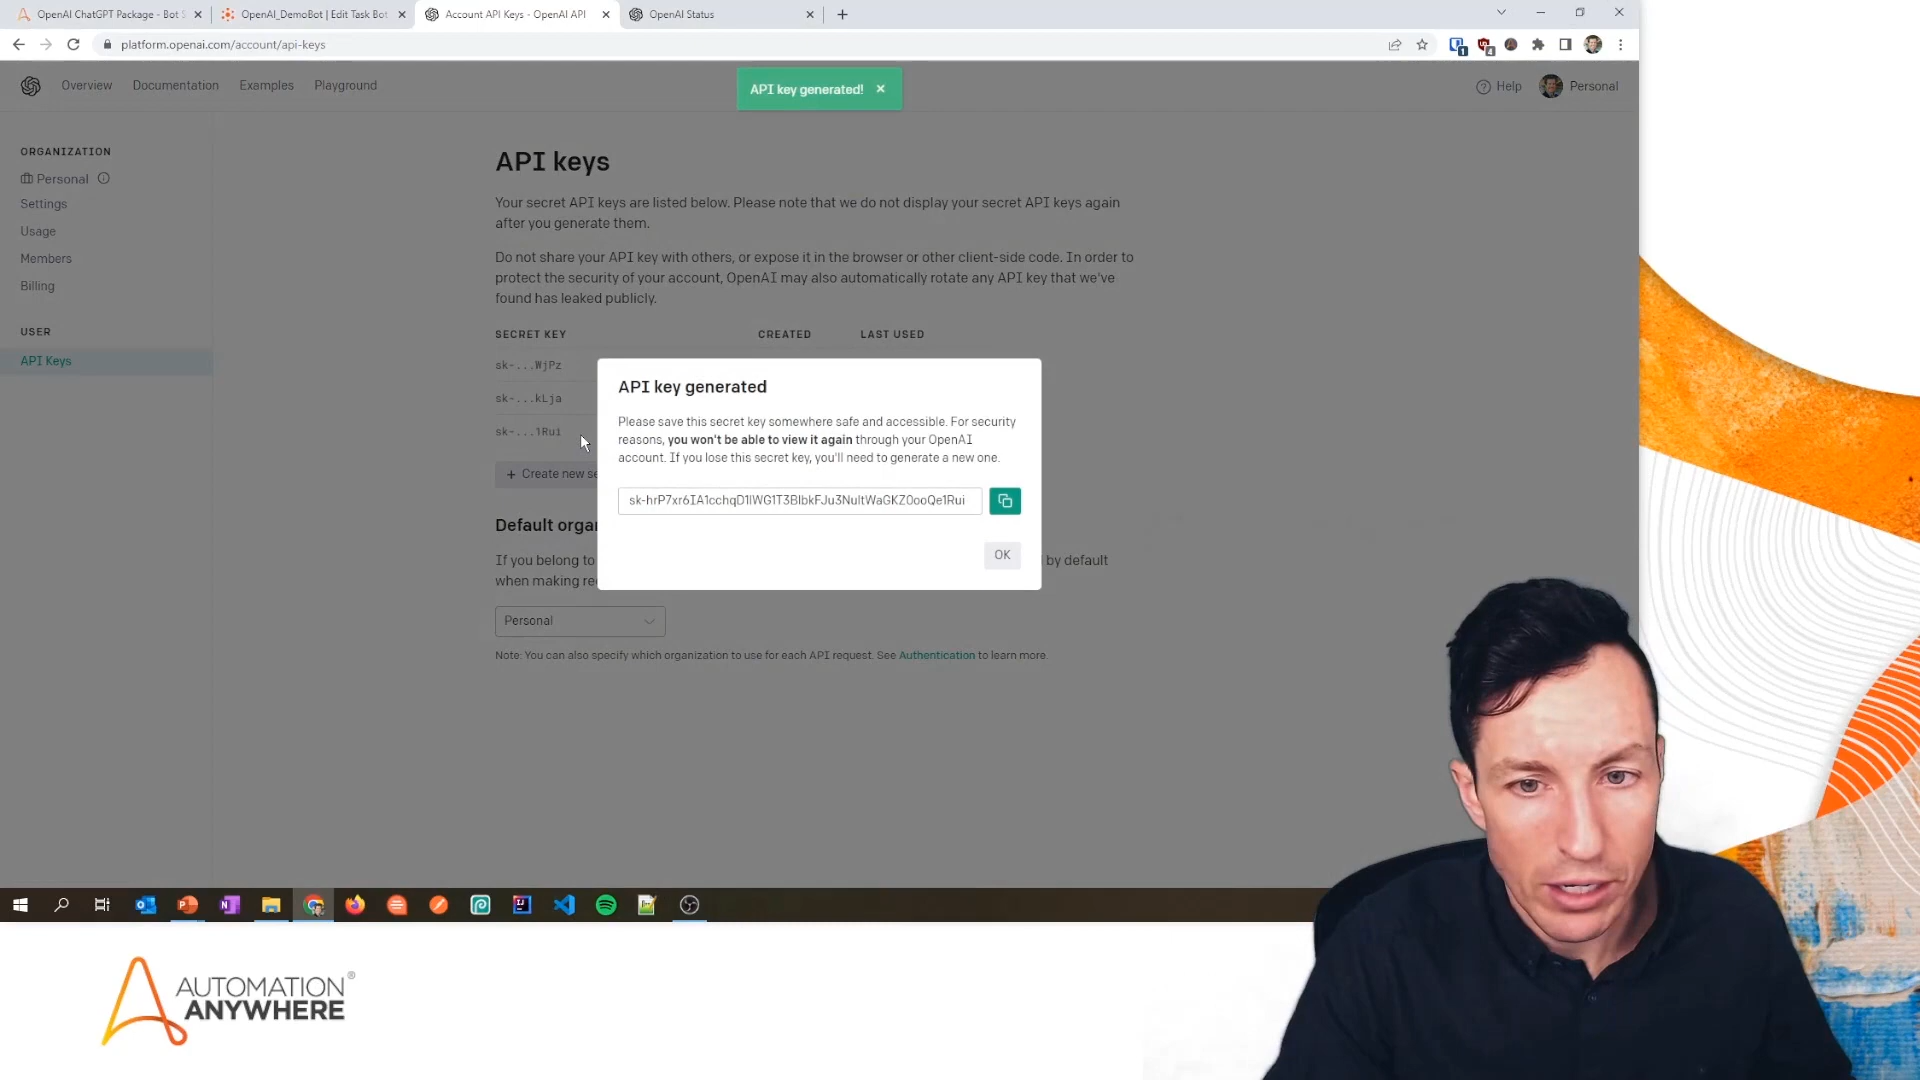 OpenAI ChatGPT Package - Bot S
OpenAI_DemoBot | Edit Task Bot
Account API Keys - OpenAI API
OpenAI Status
platform.openai.com/account/api-keys
1
4
Overview
Documentation
Examples
Playground
API key generated!
Help
Personal
ORGANIZATION
Personal
Settings
Usage
Members
Billing
USER
API Keys
API keys
Your secret API keys are listed below. Please note that we do not display your secret API keys again
after you generate them.
Do not share your API key with others, or expose it in the browser or other client-side code. In order to
protect the security of your account, OpenAI may also automatically rotate any API key that we've
found has leaked publicly.
SECRET KEY
CREATED
LAST USED
sk-...WjPz
sk-...kLja
sk-...1Rui
+ Create new se
API key generated
Please save this secret key somewhere safe and accessible. For security
reasons, you won't be able to view it again through your OpenAI
account. If you lose this secret key, you'll need to generate a new one.
OK
Default orga
If you belong to
by default
when making re
Personal
Note: You can also specify which organization to use for each API request. See Authentication to learn more.
AUTOMATION
ANYWHERE
®